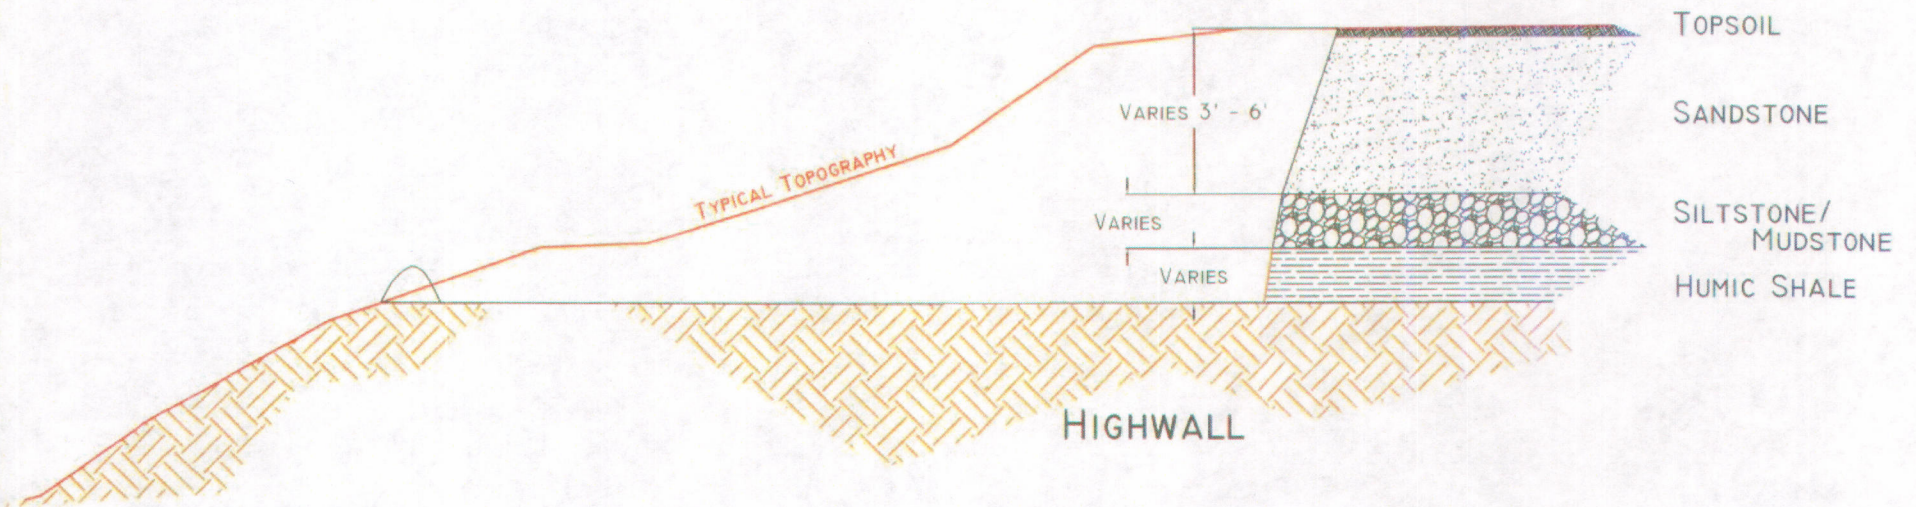 TOPSOIL
VARIES 3' - 6'
SANDSTONE
TYPICAL TOPOGRAPHY
VARIES
SILTSTONE/
MUDSTONE
VARIES
HUMIC SHALE
HIGHWALL